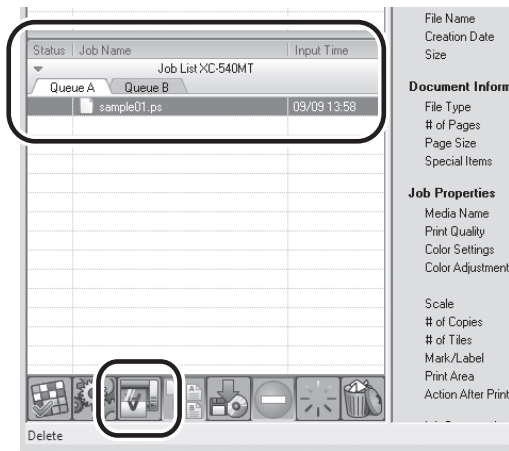 Status Job Name Input Time
Job List XC-540MT
Queue A Queue B
sample01.ps 09/09 13:58
Delete
File Name
Creation Date
Size
Document Inform
File Type
# of Pages
Page Size
Special Items
Job Properties
Media Name
Print Quality
Color Settings
Color Adjustment
Scale
# of Copies
# of Tiles
Mark/Label
Print Area
Action After Print